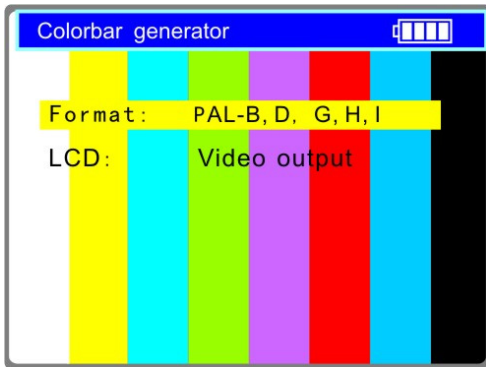 Colorbar generator
Format: PAL-B, D, G, H, I
LCD: Video output